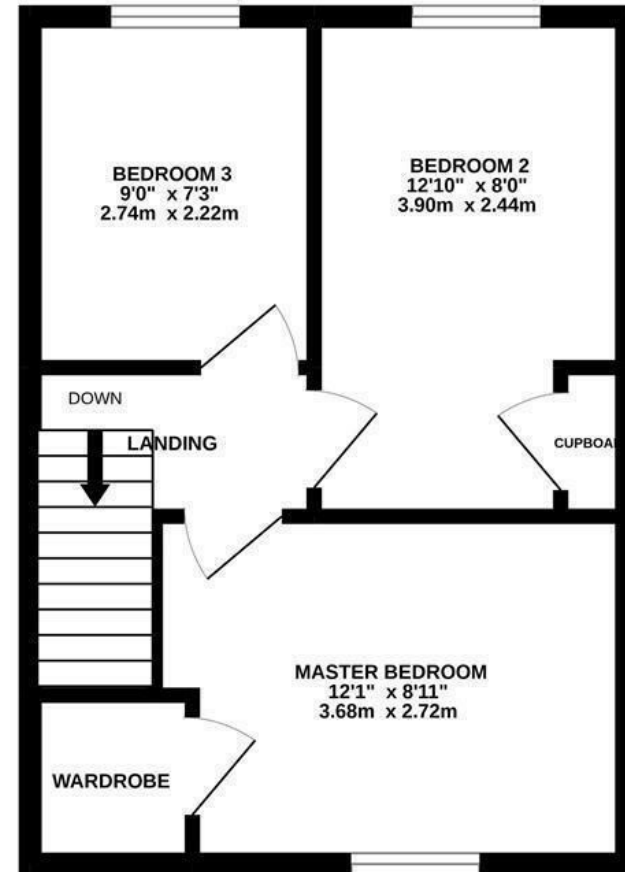 BEDROOM 3
9'0" x 7'3"
2.74m x 2.22m
BEDROOM 2
12'10" x 8'0"
3.90m x 2.44m
DOWN
LANDING
CUPBOA
MASTER BEDROOM
12'1" x 8'11"
3.68m x 2.72m
WARDROBE